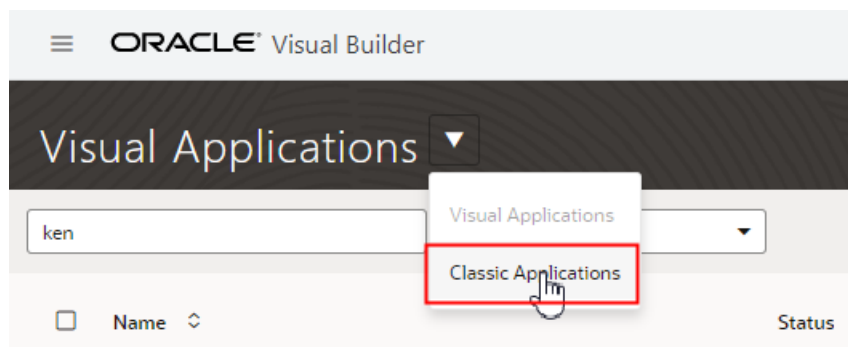 ORACLE® Visual Builder
Visual Applications
Visual Applications
ken
Classic Applications
Name
Status